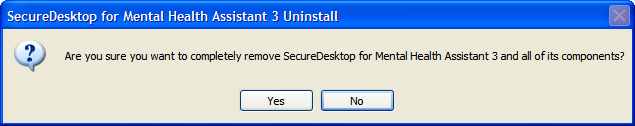 SecureDesktop for Mental Health Assistant 3 Uninstall
Are you sure you want to completely remove SecureDesktop for Mental Health Assistant 3 and all of its components?
Yes
No